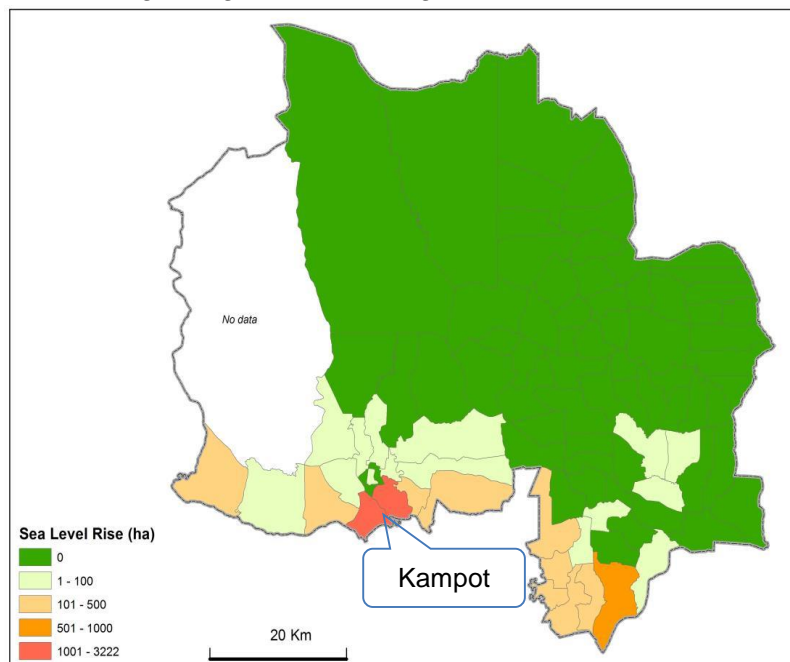 No data
Sea Level Rise (ha)
0
1 - 100
101 - 500
501 - 1000
1001 - 3222
Kampot
20 Km